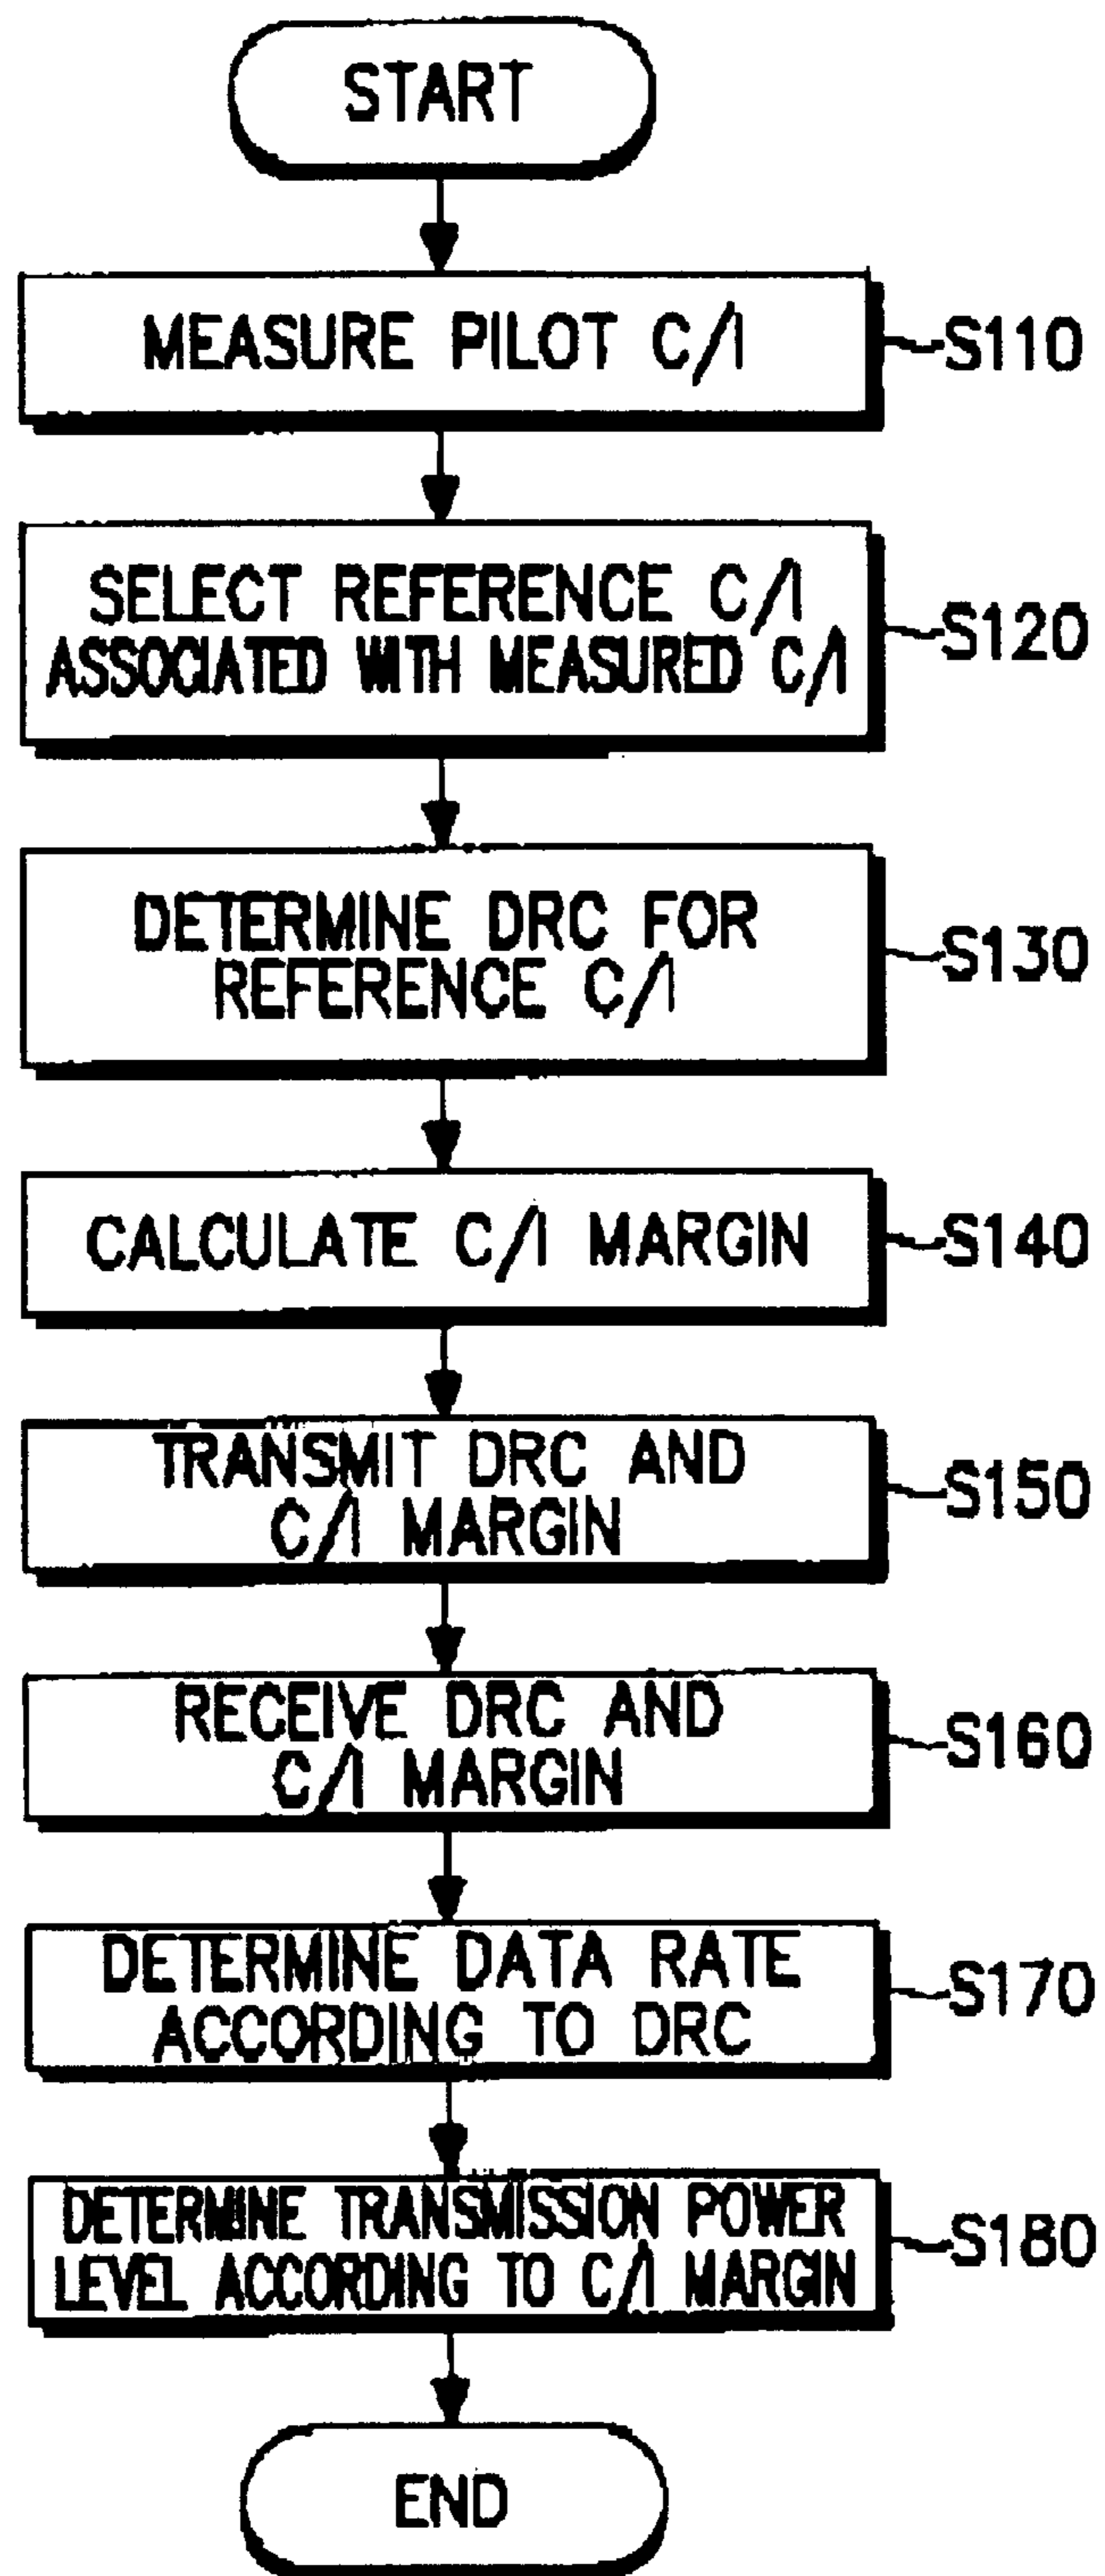 START
MEASURE PILOT C/I
S110
SELECT REFERENCE C/I
ASSOCIATED WITH MEASURED C/I
S120
DETERMINE DRC FOR
REFERENCE C/I
S130
CALCULATE C/I MARGIN
S140
TRANSMIT DRC AND
C/I MARGIN
S150
RECEIVE DRC AND
C/I MARGIN
S160
DETERMINE DATA RATE
ACCORDING TO DRC
S170
DETERMINE TRANSMISSION POWER
LEVEL ACCORDING TO C/I MARGIN
S180
END